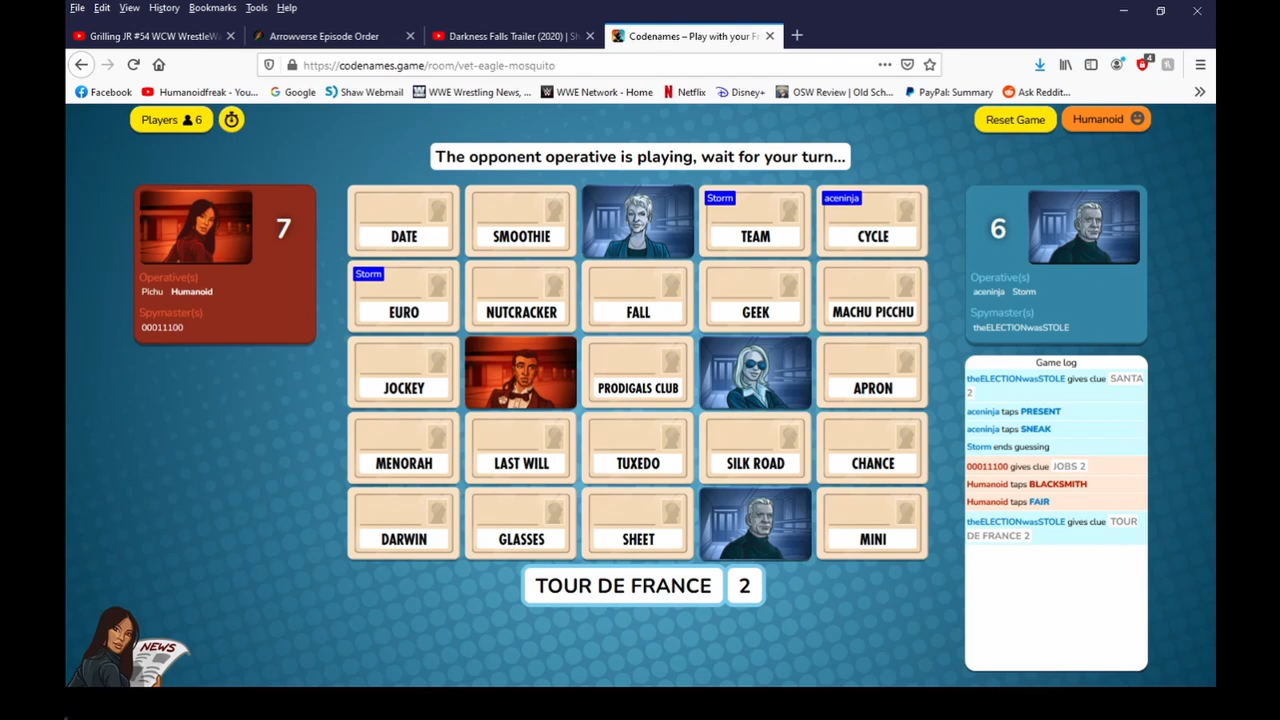 File Edit View History Bookmarks Tools Help
Grilling JR #54 WCW WrestleWa Arrowverse Episode Order Darkness Falls Trailer (2020) | Sh Codenames – Play with your Fr
https://codenames.game/room/vet-eagle-mosquito
Facebook Humanoidfreak - You... Google Shaw Webmail WWE Wrestling News, ... WWE Network - Home Netflix Disney+ OSW Review | Old Sch... PayPal: Summary Ask Reddit...
Players 6 Reset Game Humanoid
The opponent operative is playing, wait for your turn...
7
Operative(s)
Pichu Humanoid
Spymaster(s)
00011100
Storm aceninja
DATE SMOOTHIE TEAM CYCLE
Storm
EURO NUTCRACKER FALL GEEK MACHU PICCHU
JOCKEY PRODIGALS CLUB APRON
MENORAH LAST WILL TUXEDO SILK ROAD CHANCE
DARWIN GLASSES SHEET MINI
TOUR DE FRANCE 2
6
Operative(s)
aceninja Storm
Spymaster(s)
theELECTIONwasSTOLE
Game log
theELECTIONwasSTOLE gives clue SANTA
2
aceninja taps PRESENT
aceninja taps SNEAK
Storm ends guessing
00011100 gives clue JOBS 2
Humanoid taps BLACKSMITH
Humanoid taps FAIR
theELECTIONwasSTOLE gives clue TOUR
DE FRANCE 2
NEWS